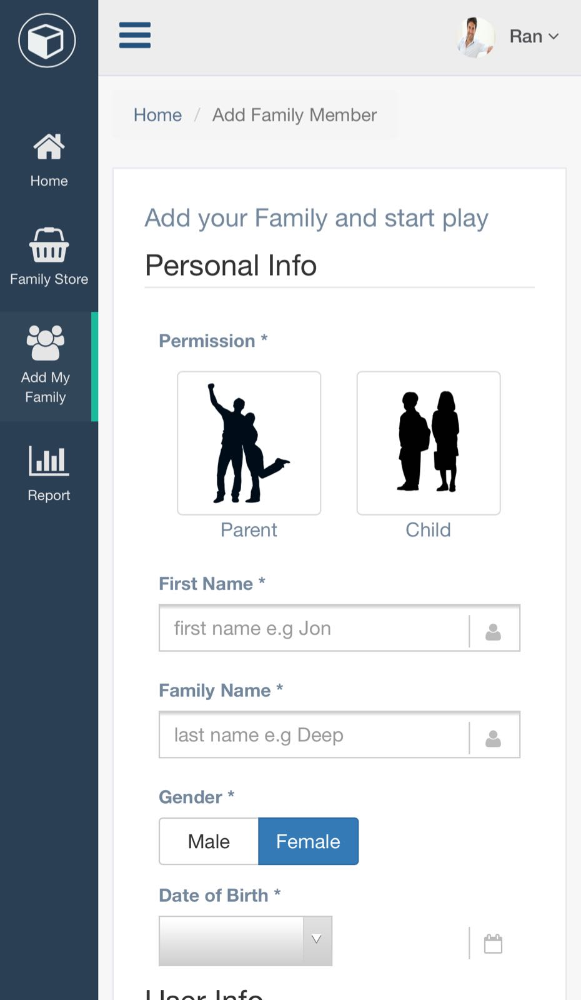 Ran
Home / Add Family Member
Home
Family Store
Add My
Family
Report
Add your Family and start play
Personal Info
Permission *
Parent
Child
First Name *
first name e.g Jon
Family Name *
last name e.g Deep
Gender *
Male
Female
Date of Birth *
User Info